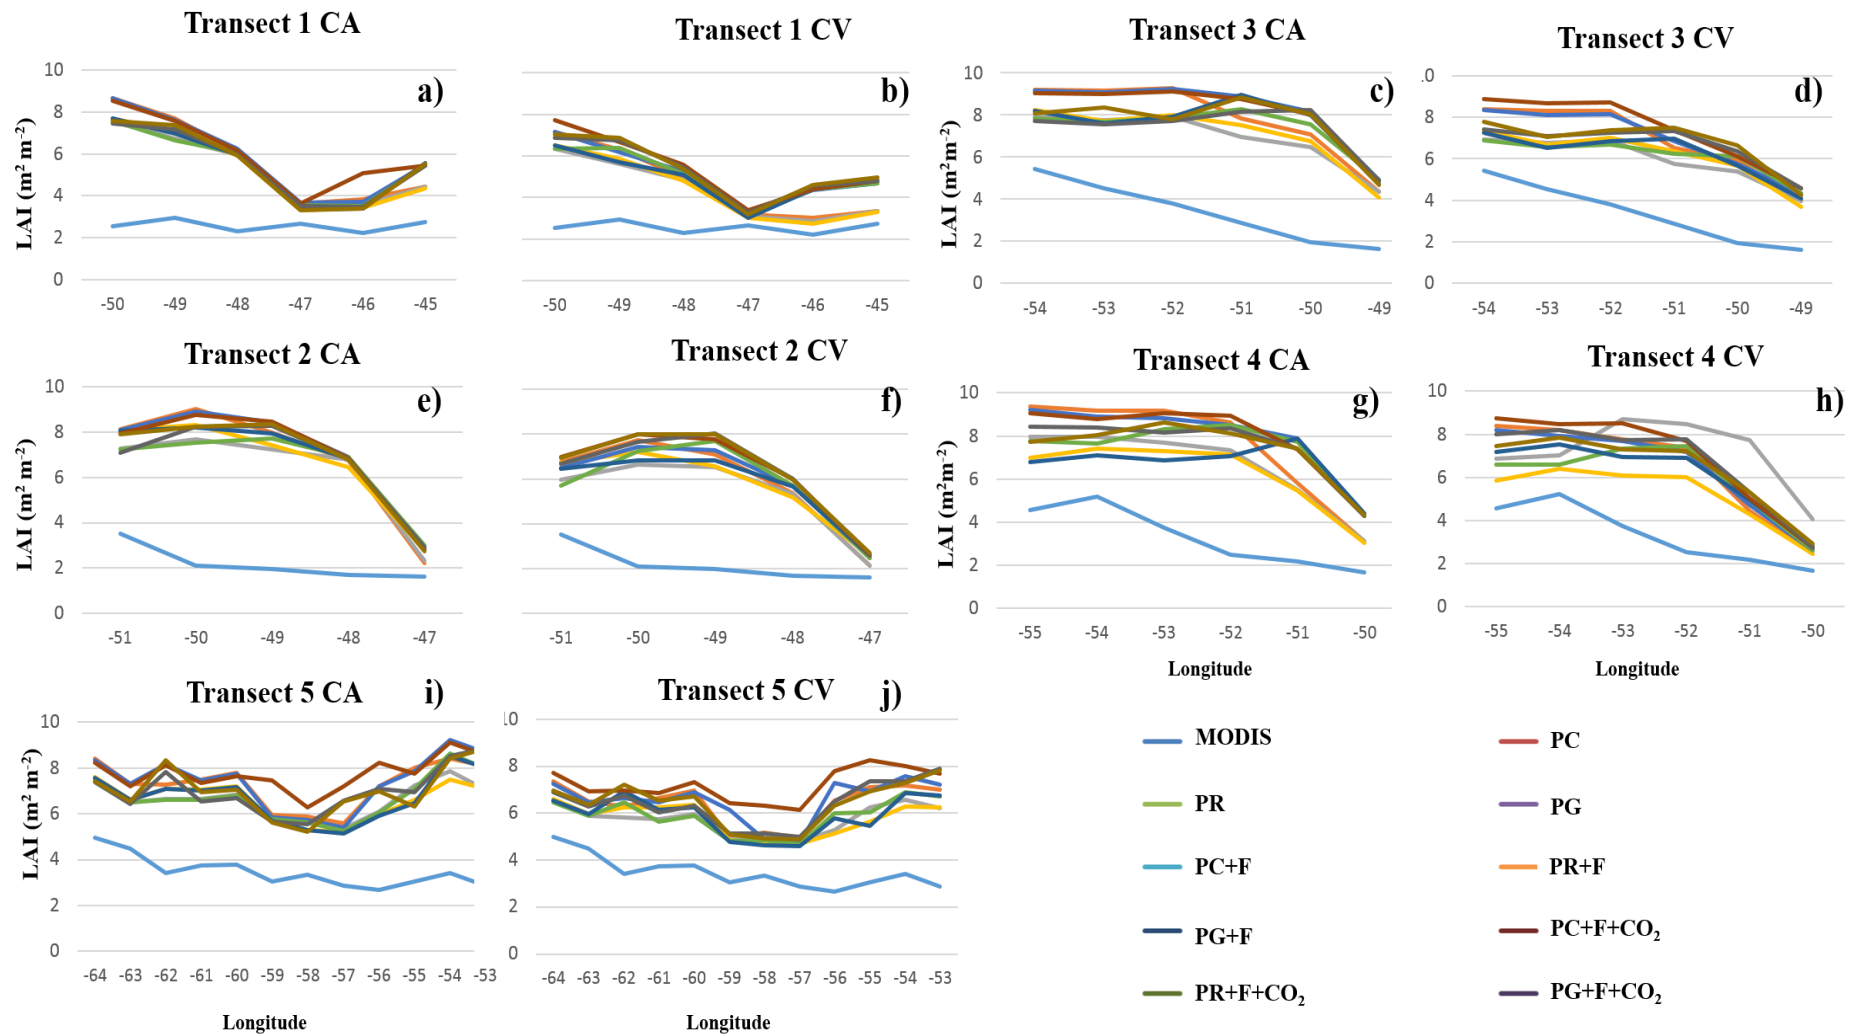 Transect 1 CA
a)
LAI (m² m⁻²)
10
8
6
4
2
0
-50 -49 -48 -47 -46 -45
Transect 1 CV
b)
-50 -49 -48 -47 -46 -45
Transect 3 CA
c)
LAI (m²m⁻²)
10
8
6
4
2
0
-54 -53 -52 -51 -50 -49
Transect 3 CV
d)
10
8
6
4
2
0
-54 -53 -52 -51 -50 -49
Transect 2 CA
e)
LAI (m² m⁻²)
10
8
6
4
2
0
-51 -50 -49 -48 -47
Transect 2 CV
f)
-51 -50 -49 -48 -47
Transect 4 CA
g)
LAI (m²m⁻²)
10
8
6
4
2
0
-55 -54 -53 -52 -51 -50
Longitude
Transect 4 CV
h)
10
8
6
4
2
0
-55 -54 -53 -52 -51 -50
Longitude
Transect 5 CA
i)
LAI (m² m⁻²)
10
8
6
4
2
0
-64 -63 -62 -61 -60 -59 -58 -57 -56 -55 -54 -53
Longitude
Transect 5 CV
j)
10
8
6
4
2
0
-64 -63 -62 -61 -60 -59 -58 -57 -56 -55 -54 -53
Longitude
MODIS
PC
PR
PG
PC+F
PR+F
PG+F
PC+F+CO₂
PR+F+CO₂
PG+F+CO₂